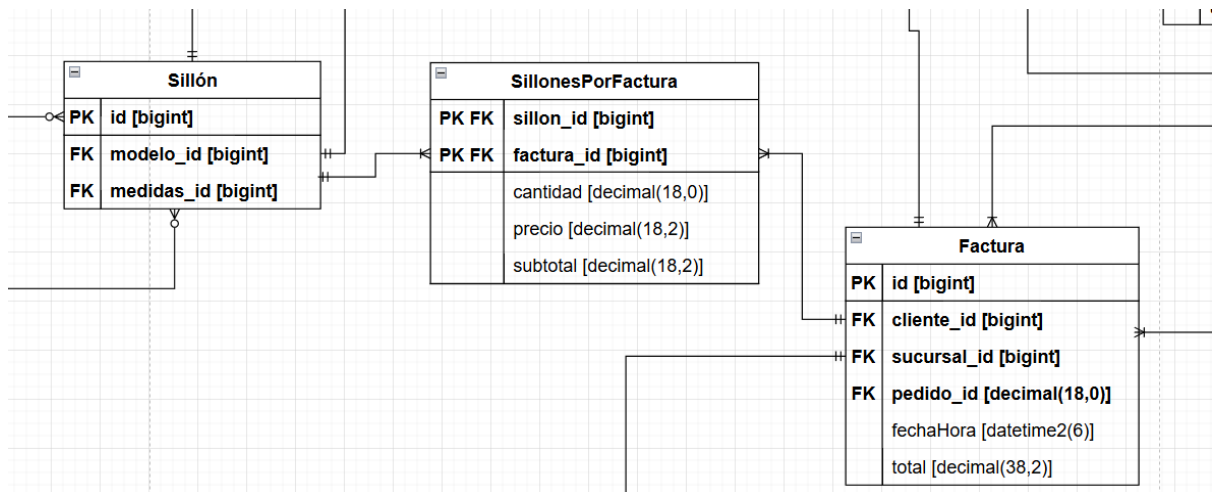 Sillón
PK id [bigint]
FK modelo_id [bigint]
FK medidas_id [bigint]
SillonesPorFactura
PK FK sillon_id [bigint]
PK FK factura_id [bigint]
cantidad [decimal(18,0)]
precio [decimal(18,2)]
subtotal [decimal(18,2)]
Factura
PK id [bigint]
FK cliente_id [bigint]
FK sucursal_id [bigint]
FK pedido_id [decimal(18,0)]
fechaHora [datetime2(6)]
total [decimal(38,2)]